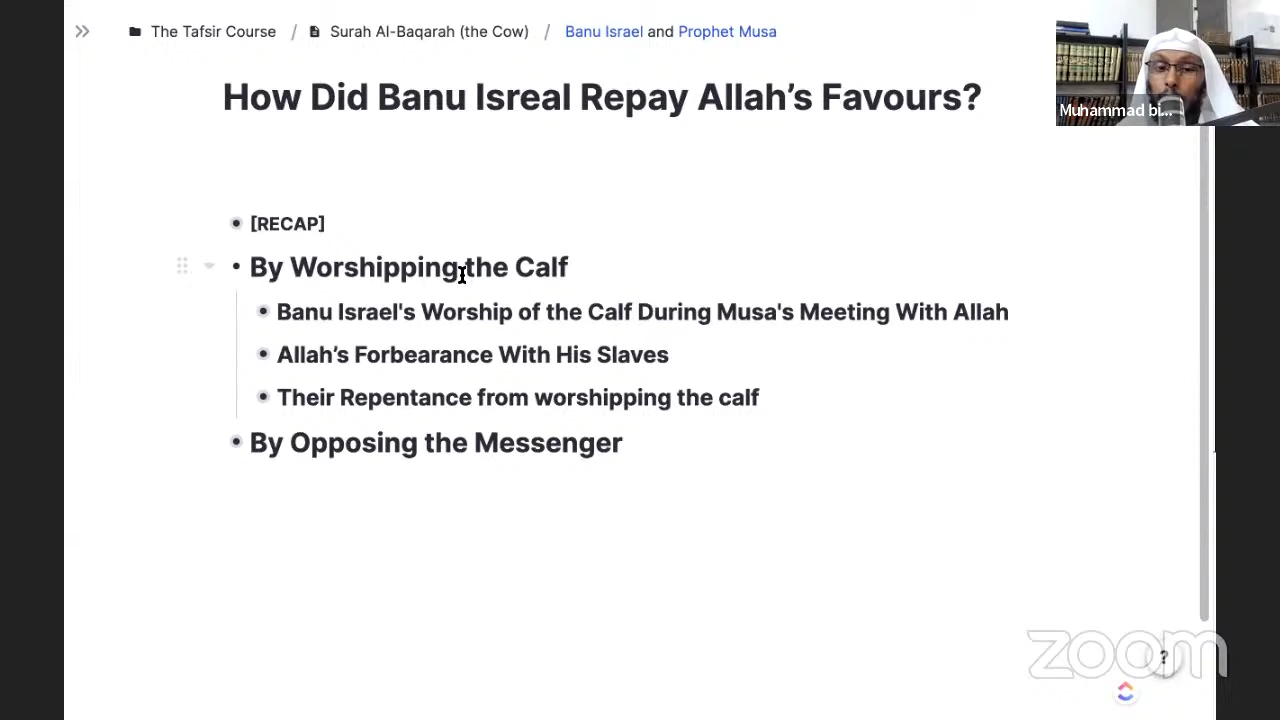 The Tafsir Course / Surah Al-Baqarah (the Cow) / Banu Israel and Prophet Musa
Muhammad bi...
How Did Banu Isreal Repay Allah’s Favours?
[RECAP]
By Worshipping the Calf
Banu Israel's Worship of the Calf During Musa's Meeting With Allah
Allah’s Forbearance With His Slaves
Their Repentance from worshipping the calf
By Opposing the Messenger
zoom
?